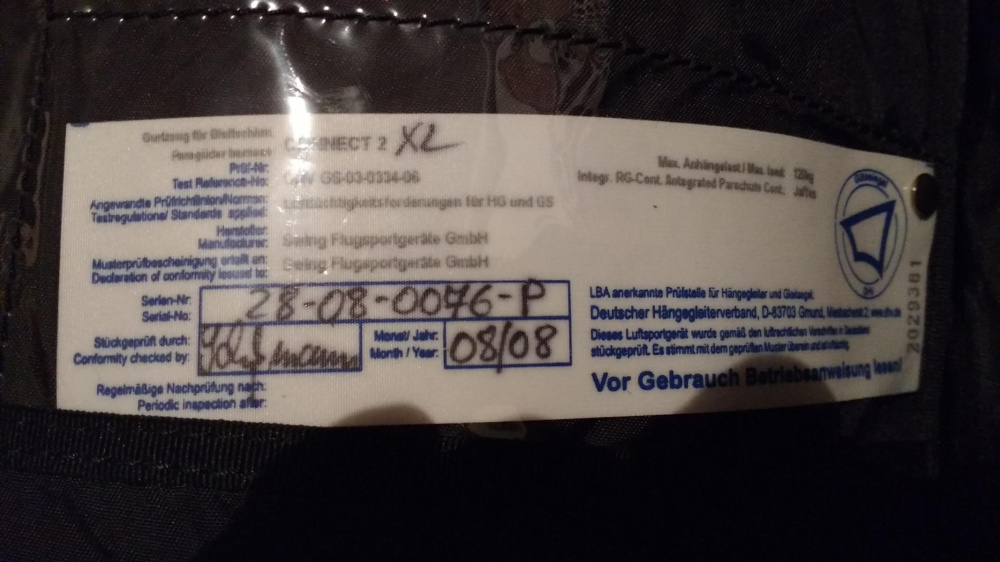 Gurtzeug für Gleitschirm
Paraglider harness
CONNECT 2 XL
Prüf-Nr:
Test Reference-No: GS-03-0334-06
Angewandte Prüfrichtlinien/Normen:
Testregulations/ Standards applied:
Lufttüchtigkeitsforderungen für HG und GS
Hersteller:
Manufacturer: Swing Flugsportgeräte GmbH
Musterprüfbescheinigung erteilt an:
Declaration of conformity issued to: Swing Flugsportgeräte GmbH
Serien-Nr:
Serial-No: 28-08-0076-P
Stückgeprüft durch:
Conformity checked by:
Monat/ Jahr:
Month / Year: 08/08
Regelmäßige Nachprüfung nach:
Periodic inspection after:
Max. Anhängelast / Max. load: 120kg
Integr. RG-Cont. /Integrated Parachute Cont.: Ja/Yes
Gütesiegel
LBA anerkannte Prüfstelle für Hängegleiter und Gleitsegel
Deutscher Hängegleiterverband, D-83703 Gmund,
Dieses Luftsportgerät wurde gemäß den luftrechtlichen Vorschriften in Deutschland
stückgeprüft. Es stimmt mit dem geprüften Muster überein und ist lufttüchtig.
Vor Gebrauch Betriebsanweisung lesen!
2029381